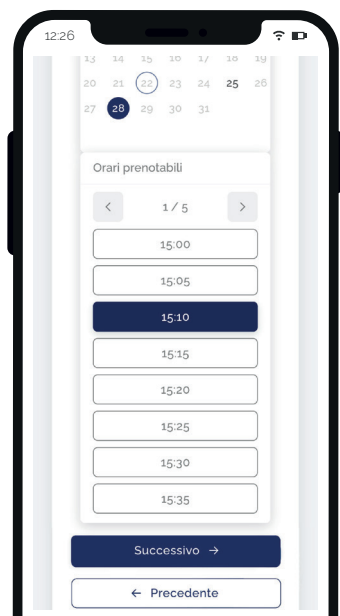 12:26
13 14 15 16 17 18 19
20 21 22 23 24 25 26
27 28 29 30 31
Orari prenotabili
< 1 / 5 >
15:00
15:05
15:10
15:15
15:20
15:25
15:30
15:35
Successivo →
← Precedente